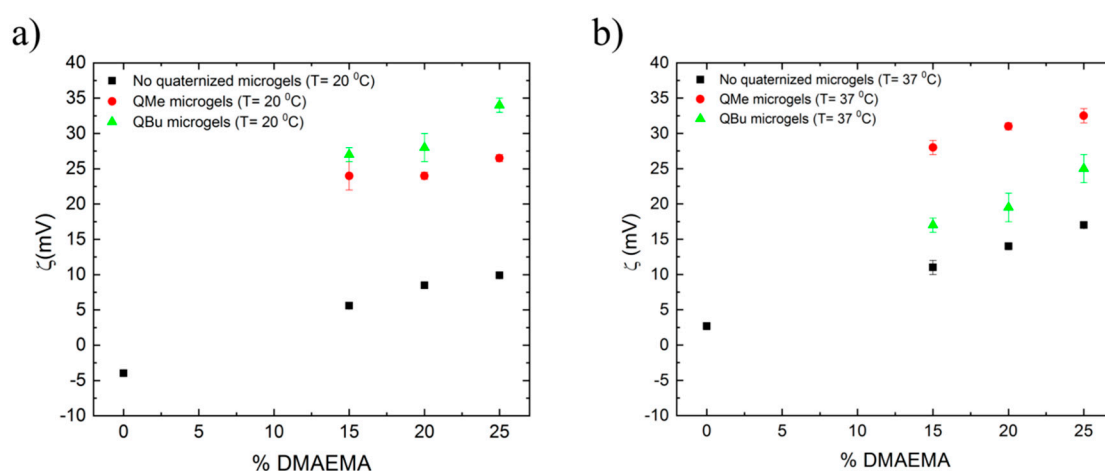 a)
40
35
30
25
20
15
10
5
0
-5
-10
ζ(mV)
No quaternized microgels (T= 20 ⁰C)
QMe microgels (T= 20 ⁰C)
QBu microgels (T= 20 ⁰C)
0 5 10 15 20 25
% DMAEMA
b)
40
35
30
25
20
15
10
5
0
-5
-10
ζ (mV)
No quaternized microgels (T= 37 ⁰C)
QMe microgels (T= 37 ⁰C)
QBu microgels (T= 37 ⁰C)
0 5 10 15 20 25
% DMAEMA